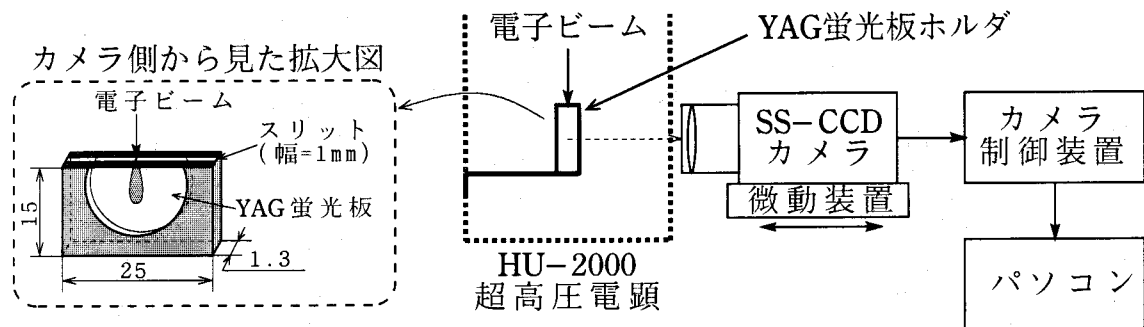 カメラ側から見た拡大図
電子ビーム
スリット
(幅=1mm)
YAG蛍光板
15
25
1.3
電子ビーム
YAG蛍光板ホルダ
HU-2000
超高圧電顕
SS-CCD
カメラ
微動装置
カメラ
制御装置
パソコン